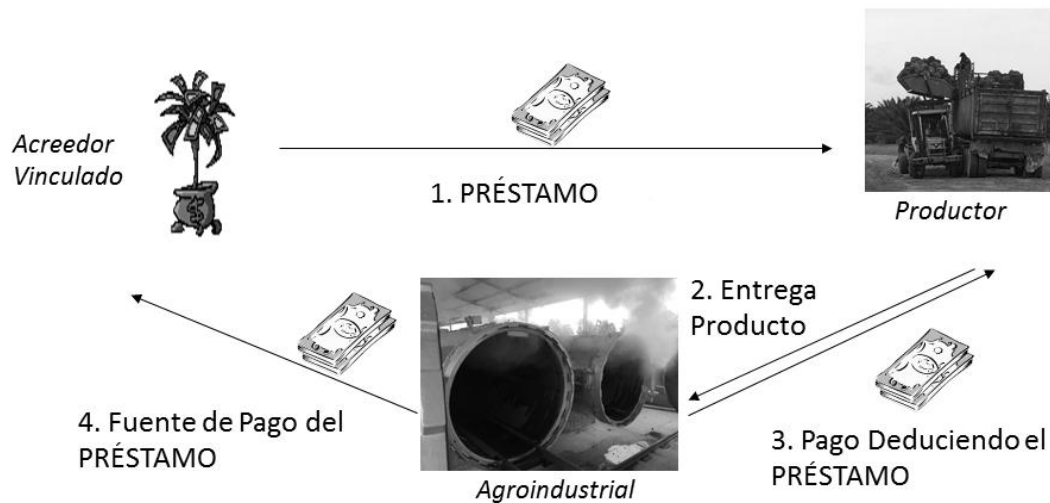 Acreedor
Vinculado
1. PRÉSTAMO
Productor
2. Entrega
Producto
3. Pago Deduciendo el
PRÉSTAMO
4. Fuente de Pago del
PRÉSTAMO
Agroindustrial